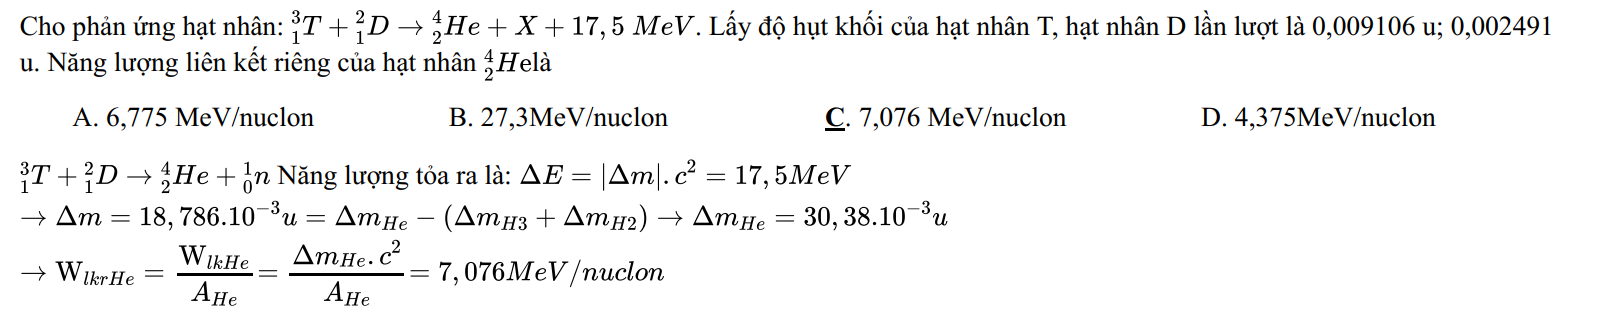 Cho phản ứng hạt nhân: $^{3}_{1}T + ^{2}_{1}D \rightarrow ^{4}_{2}He + X + 17,5\ MeV$. Lấy độ hụt khối của hạt nhân T, hạt nhân D lần lượt là 0,009106 u; 0,002491
u. Năng lượng liên kết riêng của hạt nhân $^{4}_{2}H$elà
A. 6,775 MeV/nuclon B. 27,3MeV/nuclon C. 7,076 MeV/nuclon D. 4,375MeV/nuclon
$^{3}_{1}T + ^{2}_{1}D \rightarrow ^{4}_{2}He + ^{1}_{0}n$ Năng lượng tỏa ra là: $\Delta E = |\Delta m|.c^{2} = 17,5MeV$
$\rightarrow \Delta m = 18,786.10^{-3}u = \Delta m_{He} - (\Delta m_{H3} + \Delta m_{H2}) \rightarrow \Delta m_{He} = 30,38.10^{-3}u$
$\rightarrow W_{lkrHe} = \frac{W_{lkHe}}{A_{He}} = \frac{\Delta m_{He}.c^{2}}{A_{He}} = 7,076MeV/nuclon$